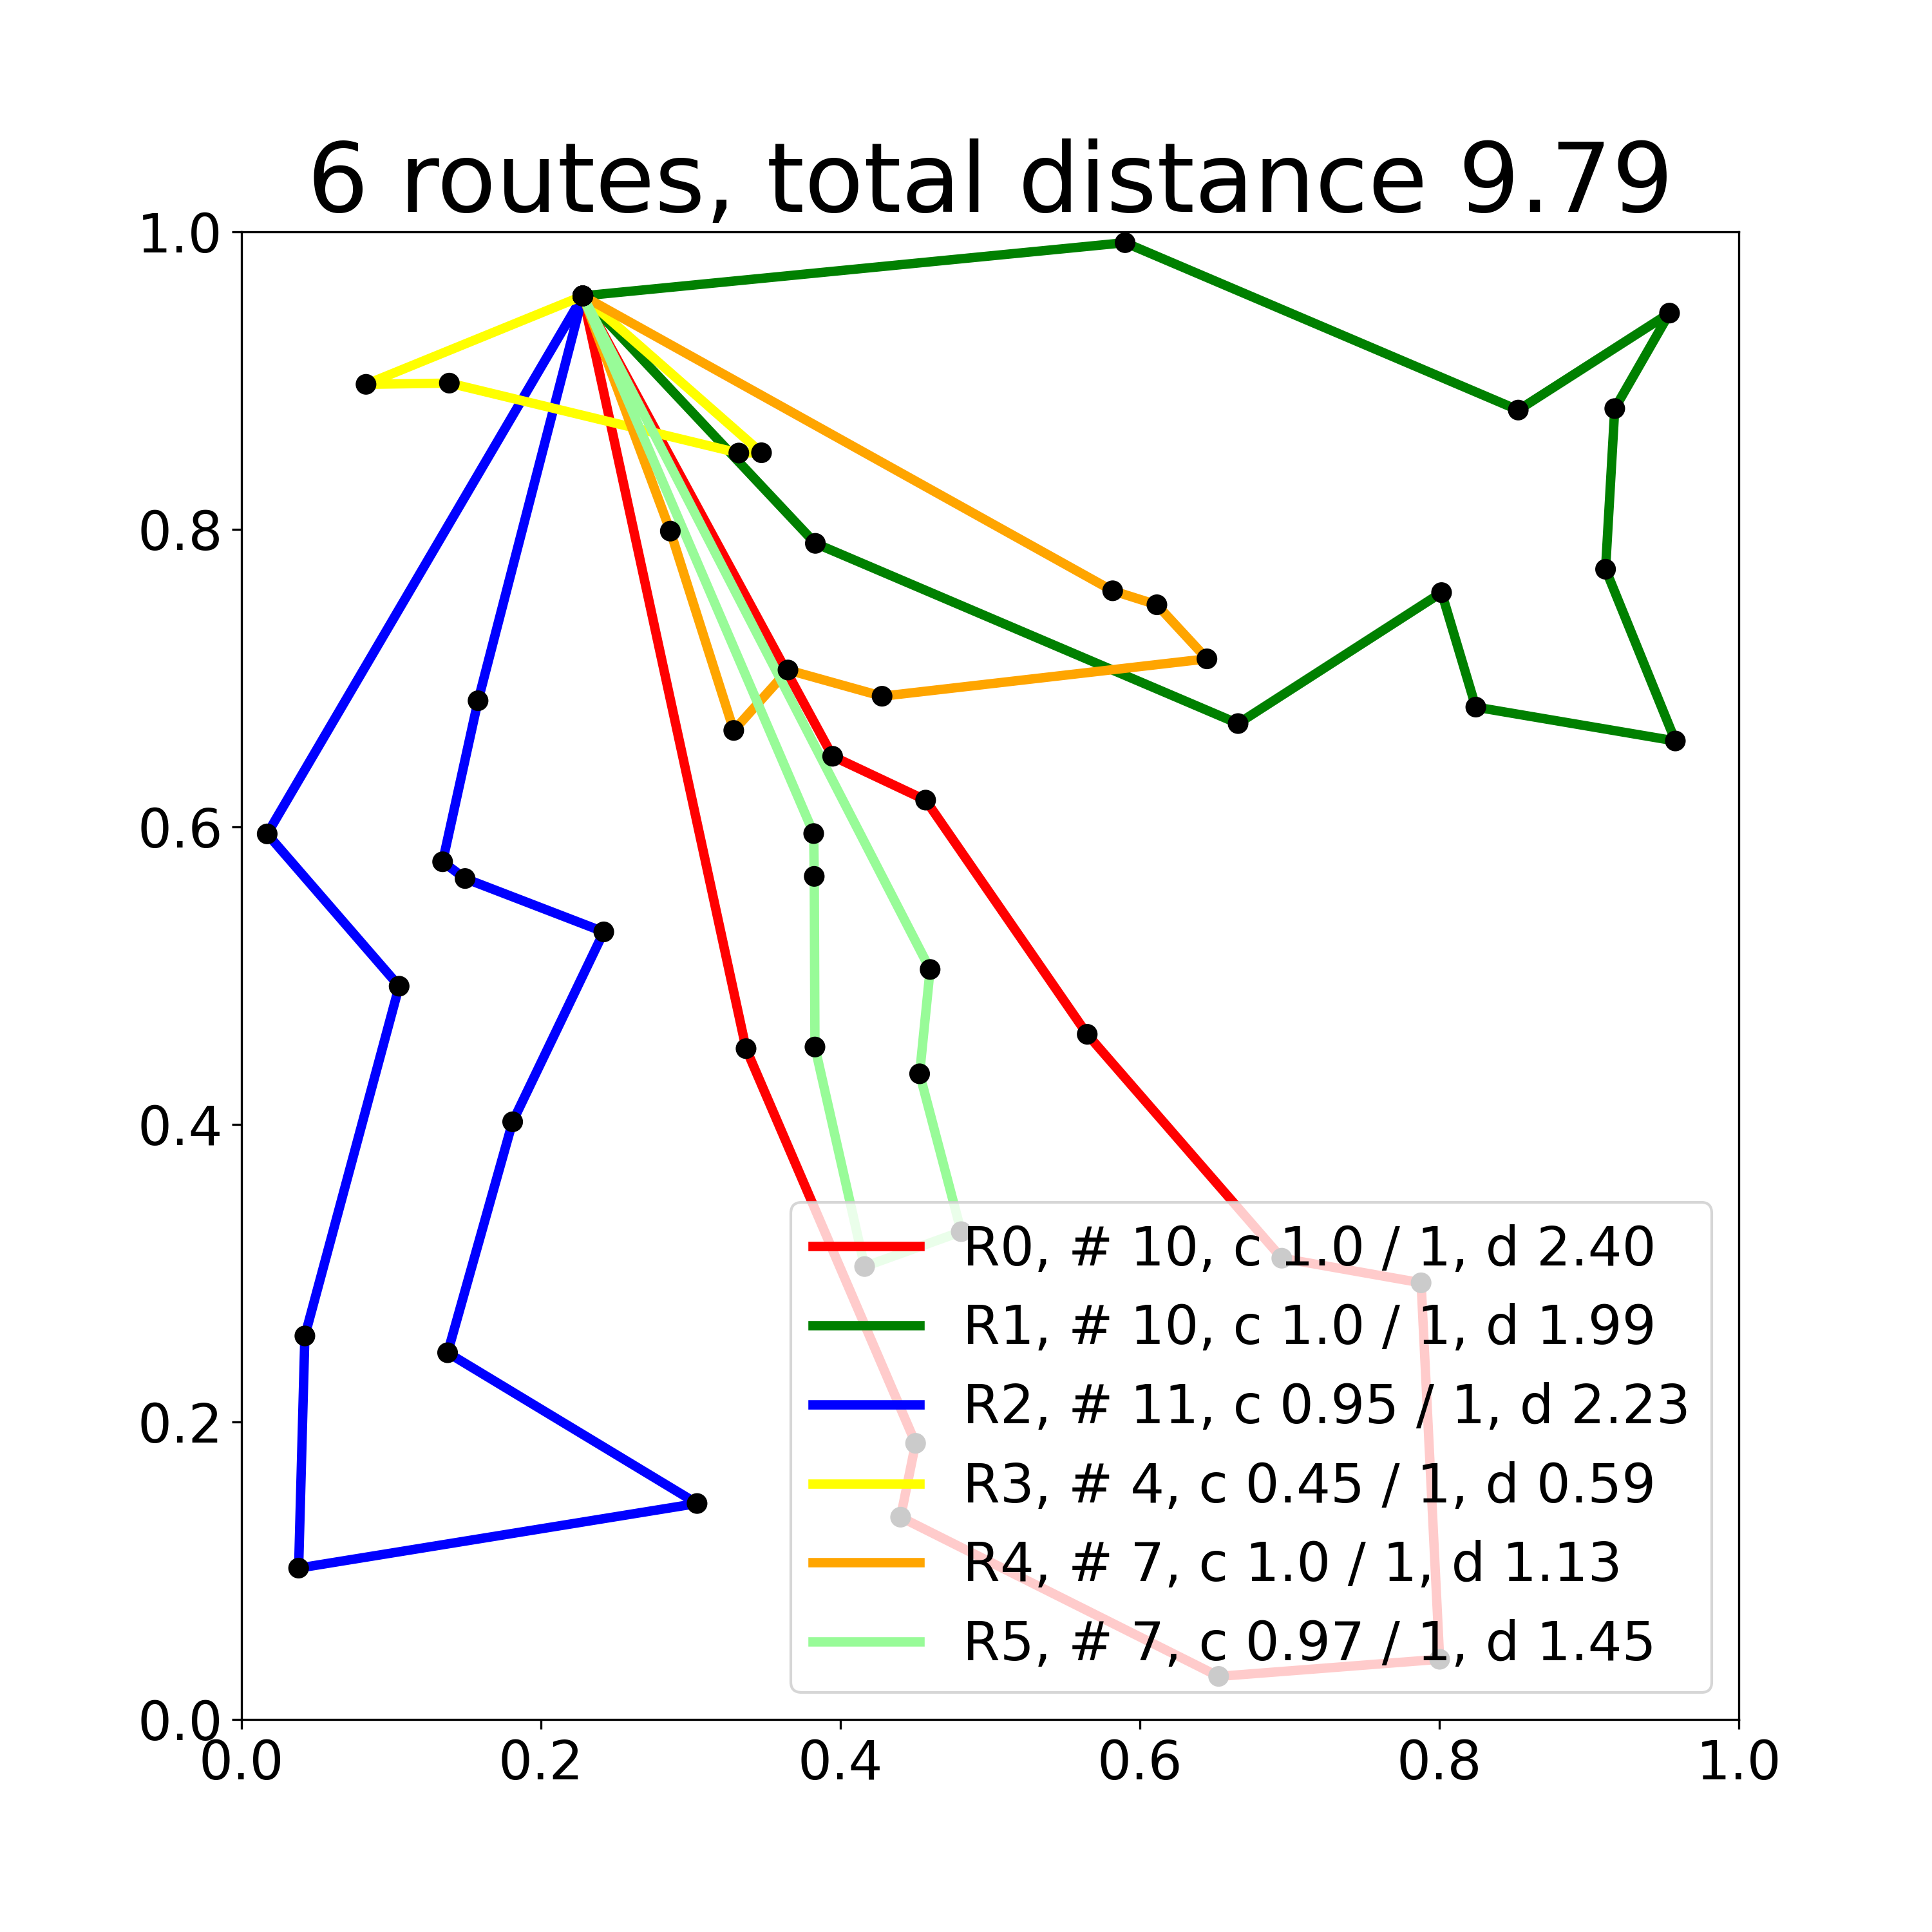 6 routes, total distance 9.79
1.0
0.8
0.6
0.4
0.2
0.0
0.0 0.2 0.4 0.6 0.8 1.0
R0, # 10, c 1.0 / 1, d 2.40
R1, # 10, c 1.0 / 1, d 1.99
R2, # 11, c 0.95 / 1, d 2.23
R3, # 4, c 0.45 / 1, d 0.59
R4, # 7, c 1.0 / 1, d 1.13
R5, # 7, c 0.97 / 1, d 1.45